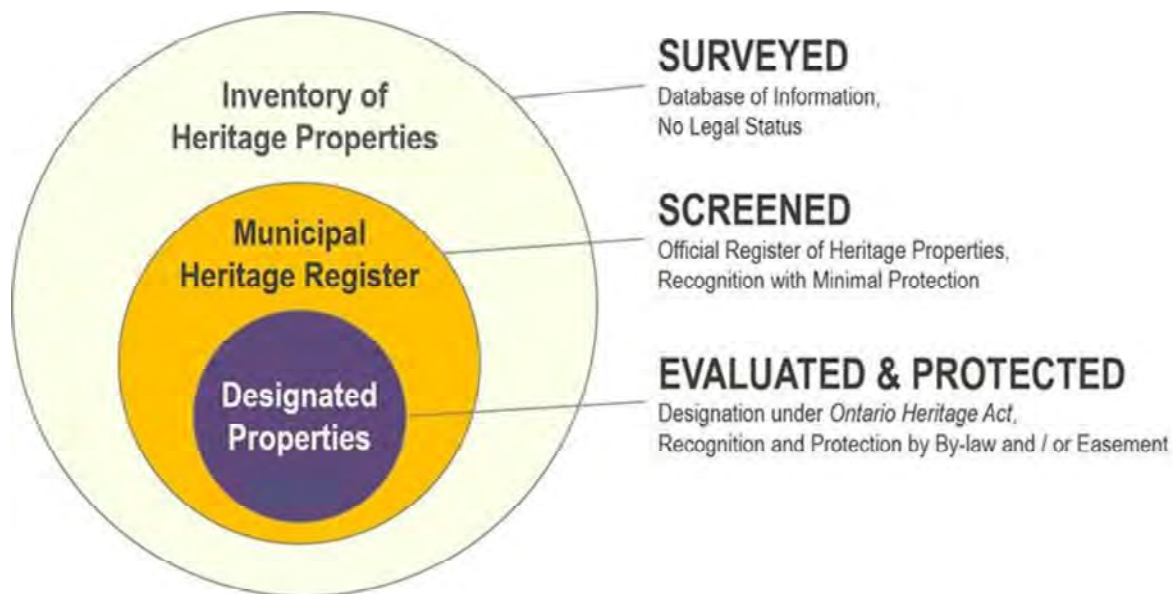 Inventory of
Heritage Properties
SURVEYED
Database of Information,
No Legal Status
Municipal
Heritage Register
SCREENED
Official Register of Heritage Properties,
Recognition with Minimal Protection
Designated
Properties
EVALUATED & PROTECTED
Designation under Ontario Heritage Act,
Recognition and Protection by By-law and / or Easement